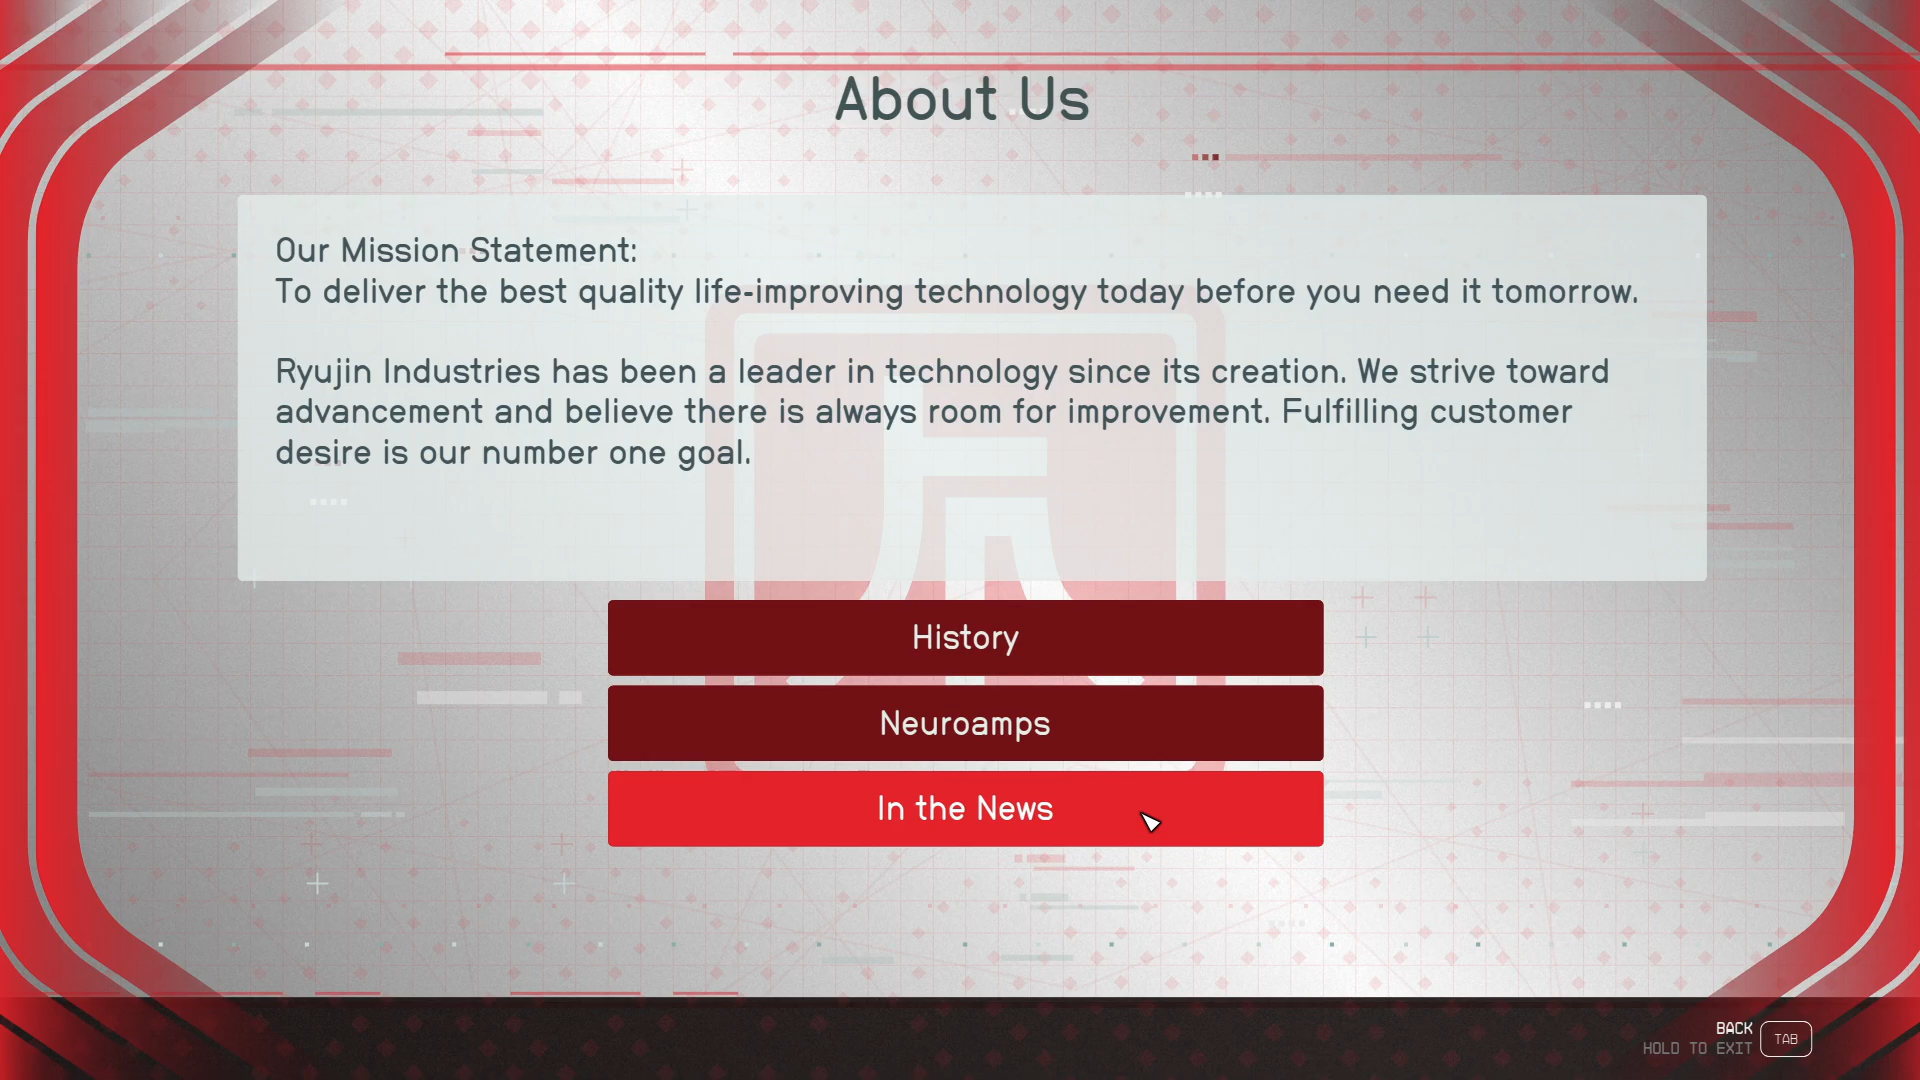 About Us
Our Mission Statement:
To deliver the best quality life-improving technology today before you need it tomorrow.
Ryujin Industries has been a leader in technology since its creation. We strive toward
advancement and believe there is always room for improvement. Fulfilling customer
desire is our number one goal.
History
Neuroamps
In the News
BACK
HOLD TO EXIT
TAB